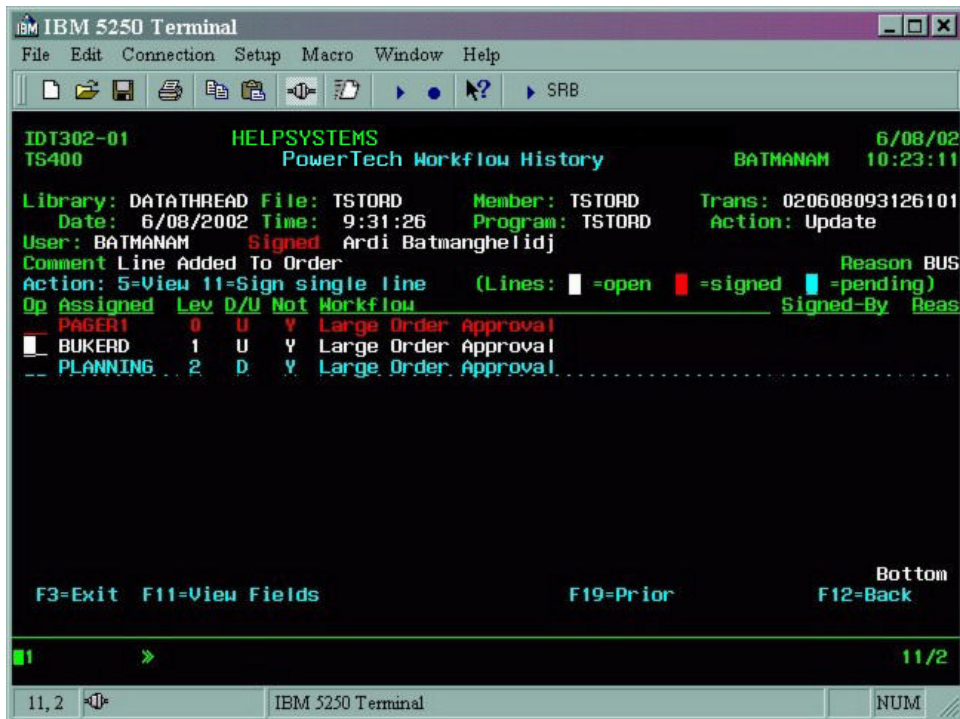 IBM IBM 5250 Terminal
File Edit Connection Setup Macro Window Help
SRB
IDT302-01 HELPSYSTEMS 6/08/02
TS400 PowerTech Workflow History BATMANAM 10:23:11
Library: DATATHREAD File: TSTORD Member: TSTORD Trans: 020608093126101
Date: 6/08/2002 Time: 9:31:26 Program: TSTORD Action: Update
User: BATMANAM Signed Ardi Batmanghelidj
Comment Line Added To Order Reason BUS
Action: 5=View 11=Sign single line (Lines: =open =signed =pending)
Op Assigned Lev D/U Not Workflow Signed-By Reas
__ PAGER1 0 U Y Large Order Approval
_ BUKERD 1 U Y Large Order Approval
__ PLANNING 2 D Y Large Order Approval
Bottom
F3=Exit F11=View Fields F19=Prior F12=Back
1 » 11/2
11, 2 IBM 5250 Terminal NUM